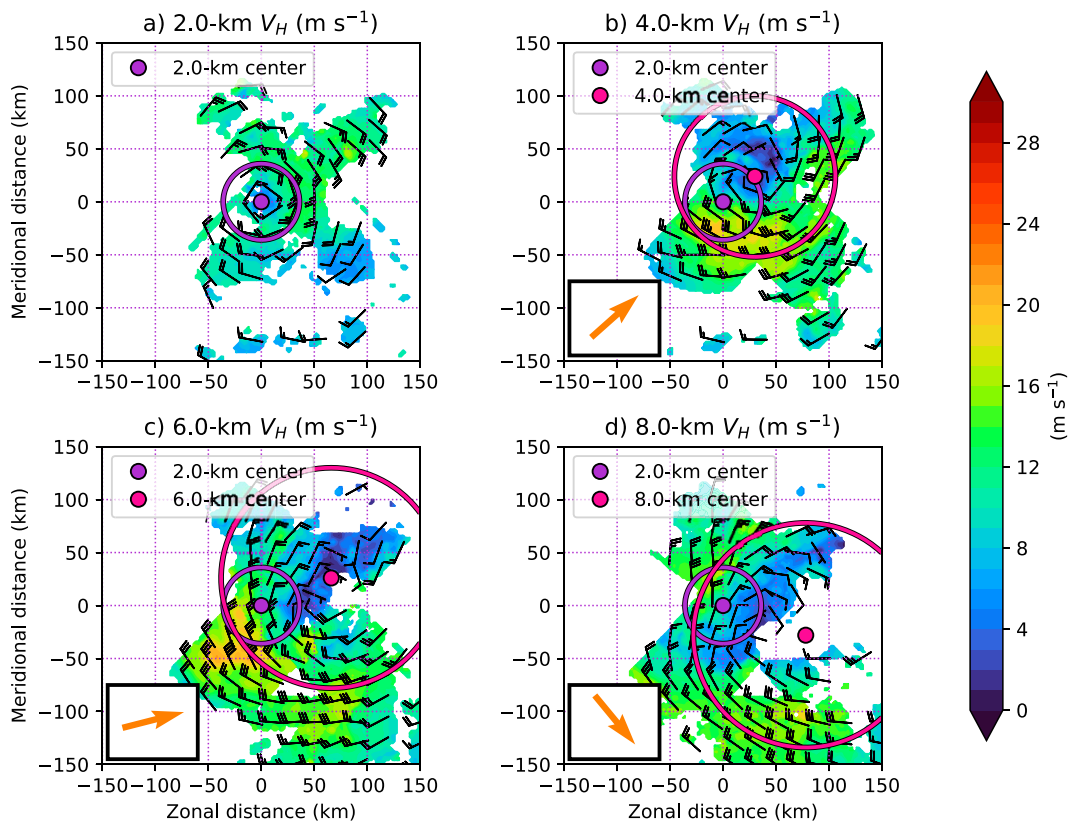 a) 2.0-km V_H (m s⁻¹)
b) 4.0-km V_H (m s⁻¹)
150
100
50
0
−50
−100
−150
Meridional distance (km)
2.0-km center
−150 −100 −50 0 50 100 150
150
100
50
0
−50
−100
−150
2.0-km center
4.0-km center
−150 −100 −50 0 50 100 150
c) 6.0-km V_H (m s⁻¹)
d) 8.0-km V_H (m s⁻¹)
150
100
50
0
−50
−100
−150
Meridional distance (km)
2.0-km center
6.0-km center
−150 −100 −50 0 50 100 150
Zonal distance (km)
150
100
50
0
−50
−100
−150
2.0-km center
8.0-km center
−150 −100 −50 0 50 100 150
Zonal distance (km)
28
24
20
16
12
8
4
0
(m s⁻¹)